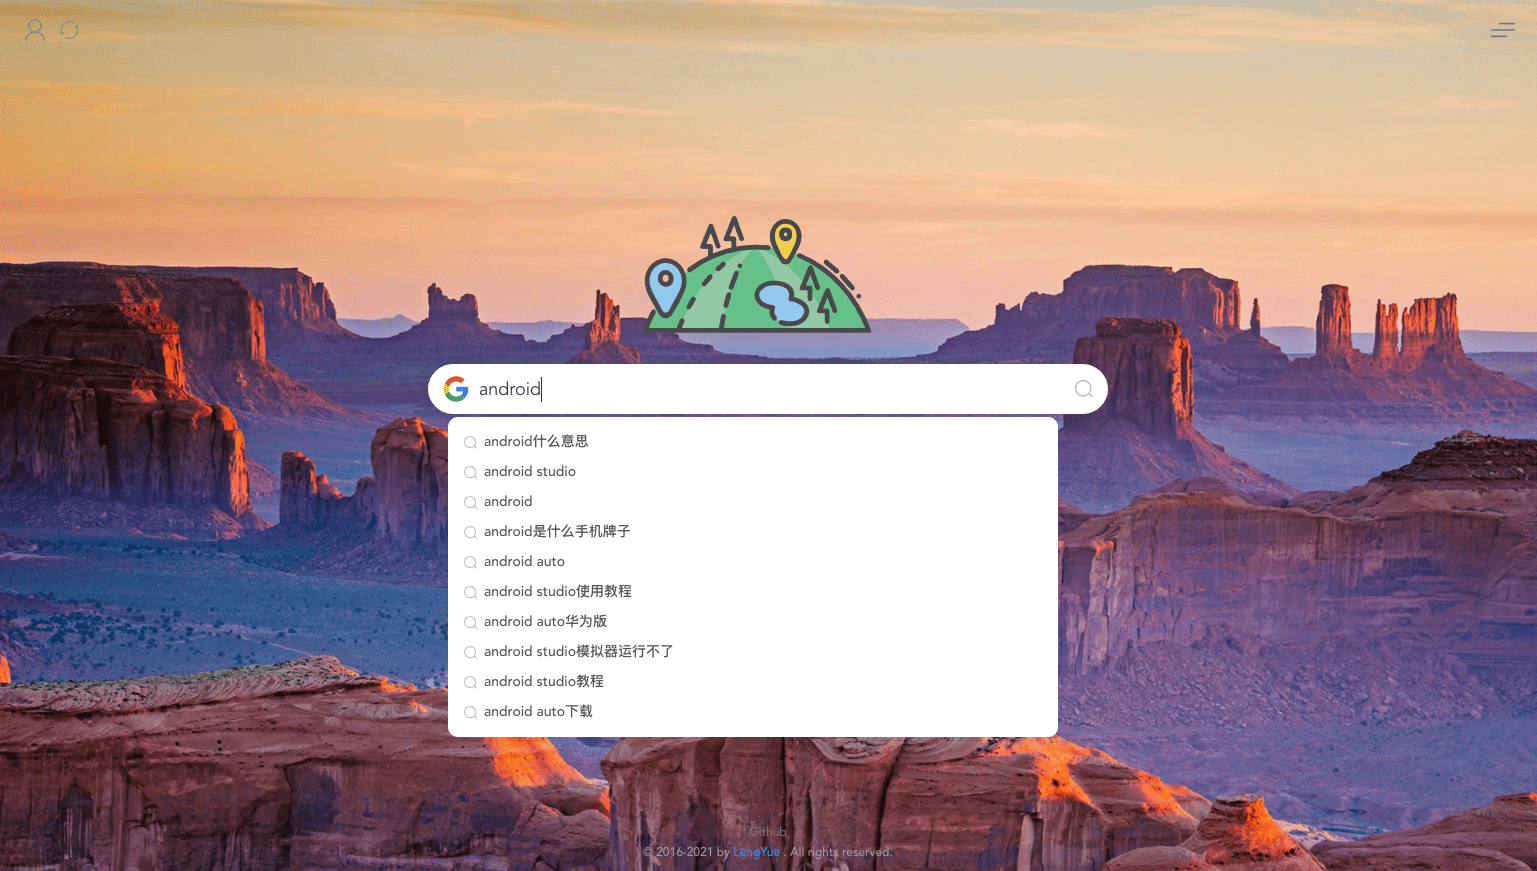 android
android什么意思
android studio
android
android是什么手机牌子
android auto
android studio使用教程
android auto华为版
android studio模拟器运行不了
android studio教程
android auto下载
Github
© 2016-2021 by LengYue . All rights reserved.